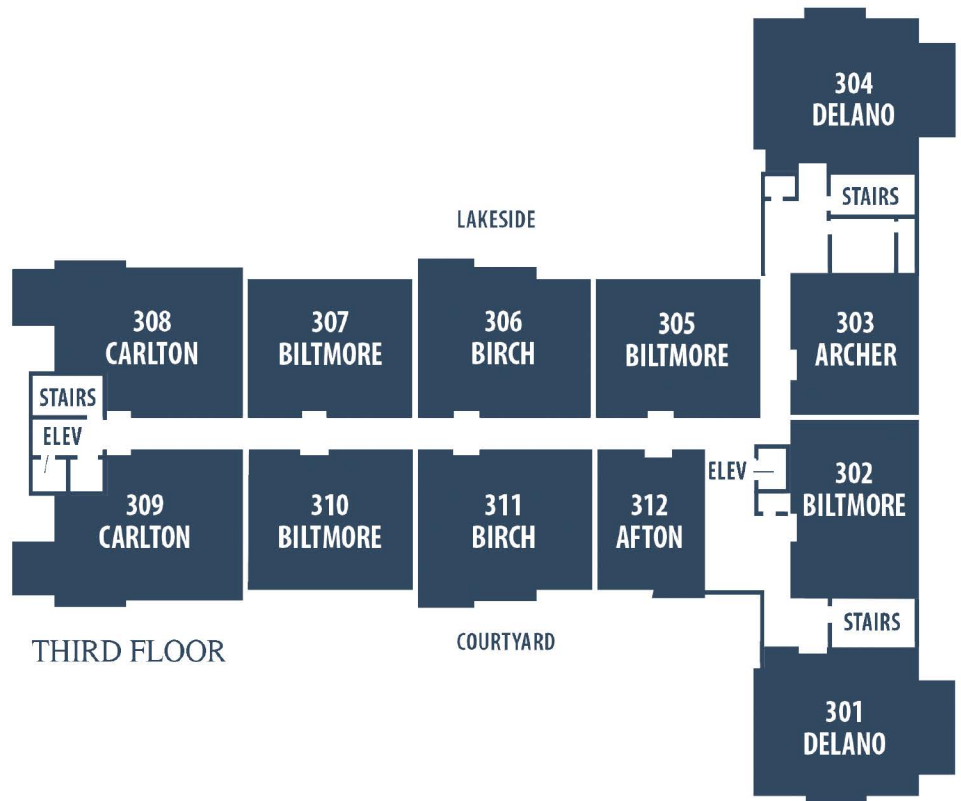 304
DELANO
STAIRS
LAKESIDE
308
CARLTON
307
BILTMORE
306
BIRCH
305
BILTMORE
303
ARCHER
STAIRS
ELEV
309
CARLTON
310
BILTMORE
311
BIRCH
312
AFTON
ELEV
302
BILTMORE
THIRD FLOOR
COURTYARD
STAIRS
301
DELANO